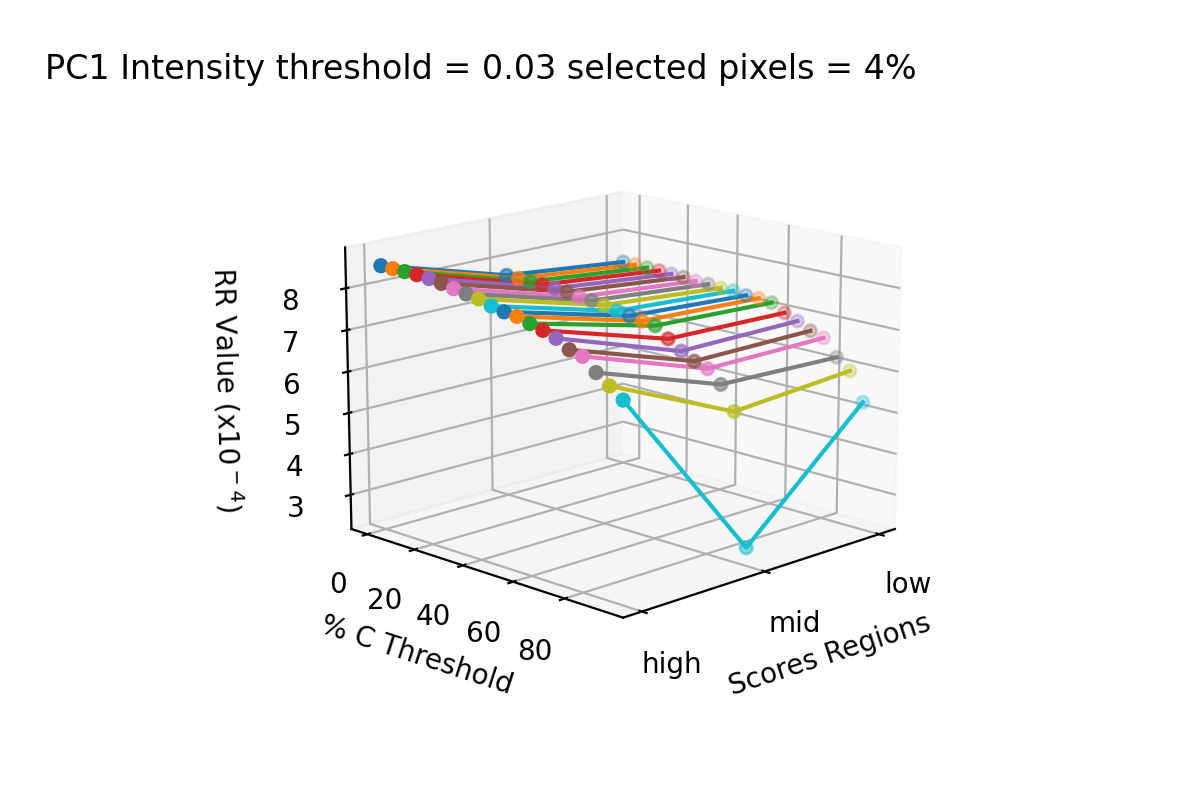 PC1 Intensity threshold = 0.03 selected pixels = 4%
RR Value (x10⁻⁴)
8
7
6
5
4
3
0
20
40
60
80
% C Threshold
high
mid
low
Scores Regions